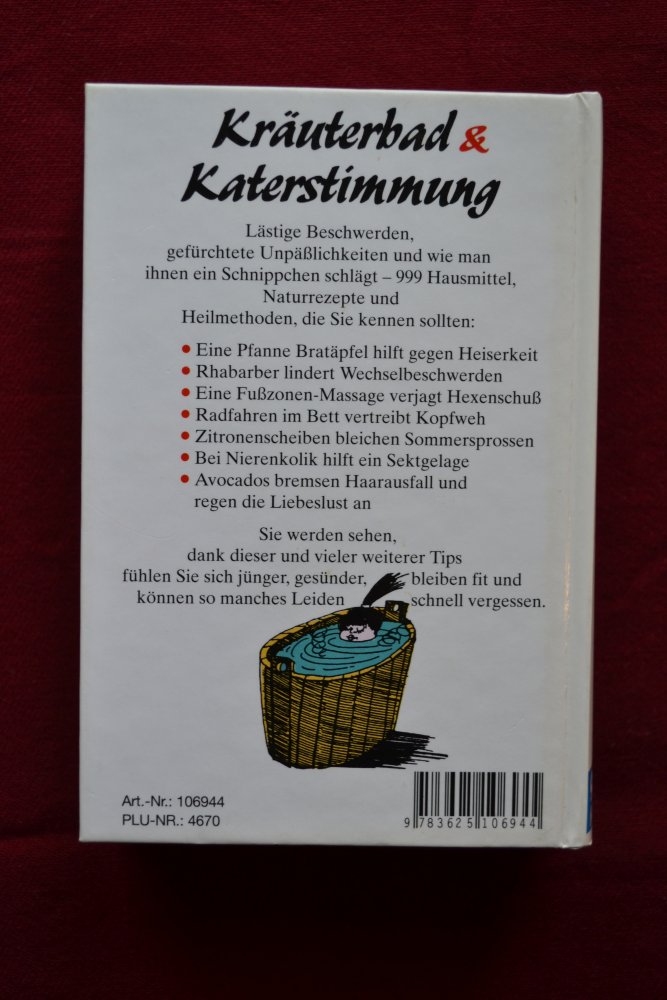 Kräuterbad &
Katerstimmung
Lästige Beschwerden,
gefürchtete Unpäßlichkeiten und wie man
ihnen ein Schnippchen schlägt – 999 Hausmittel,
Naturrezepte und
Heilmethoden, die Sie kennen sollten:
• Eine Pfanne Bratäpfel hilft gegen Heiserkeit
• Rhabarber lindert Wechselbeschwerden
• Eine Fußzonen-Massage verjagt Hexenschuß
• Radfahren im Bett vertreibt Kopfweh
• Zitronenscheiben bleichen Sommersprossen
• Bei Nierenkolik hilft ein Sektgelage
• Avocados bremsen Haarausfall und
regen die Liebeslust an
Sie werden sehen,
dank dieser und vieler weiterer Tips
fühlen Sie sich jünger, gesünder, bleiben fit und
können so manches Leiden schnell vergessen.
Art.-Nr.: 106944
PLU-NR.: 4670
9 783625 106944